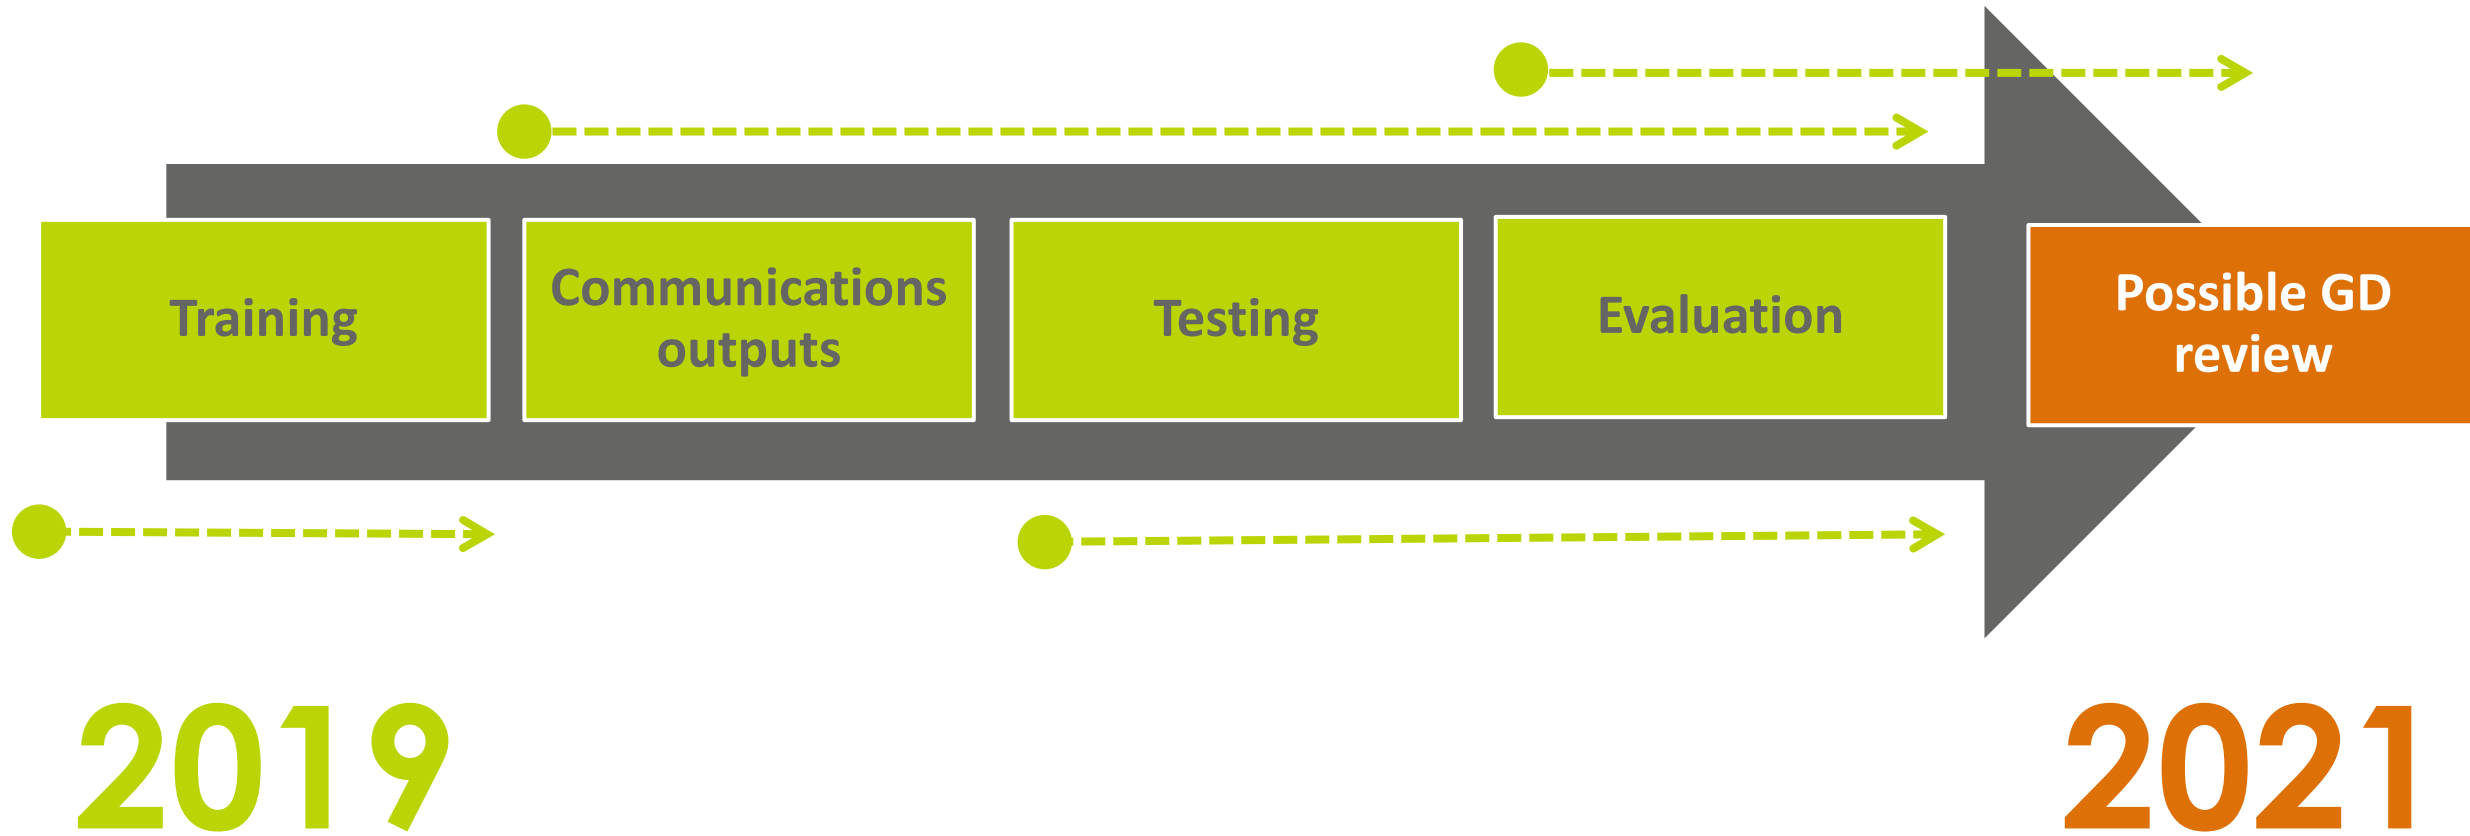 Training
Communications
outputs
Testing
Evaluation
Possible GD
review
2019
2021